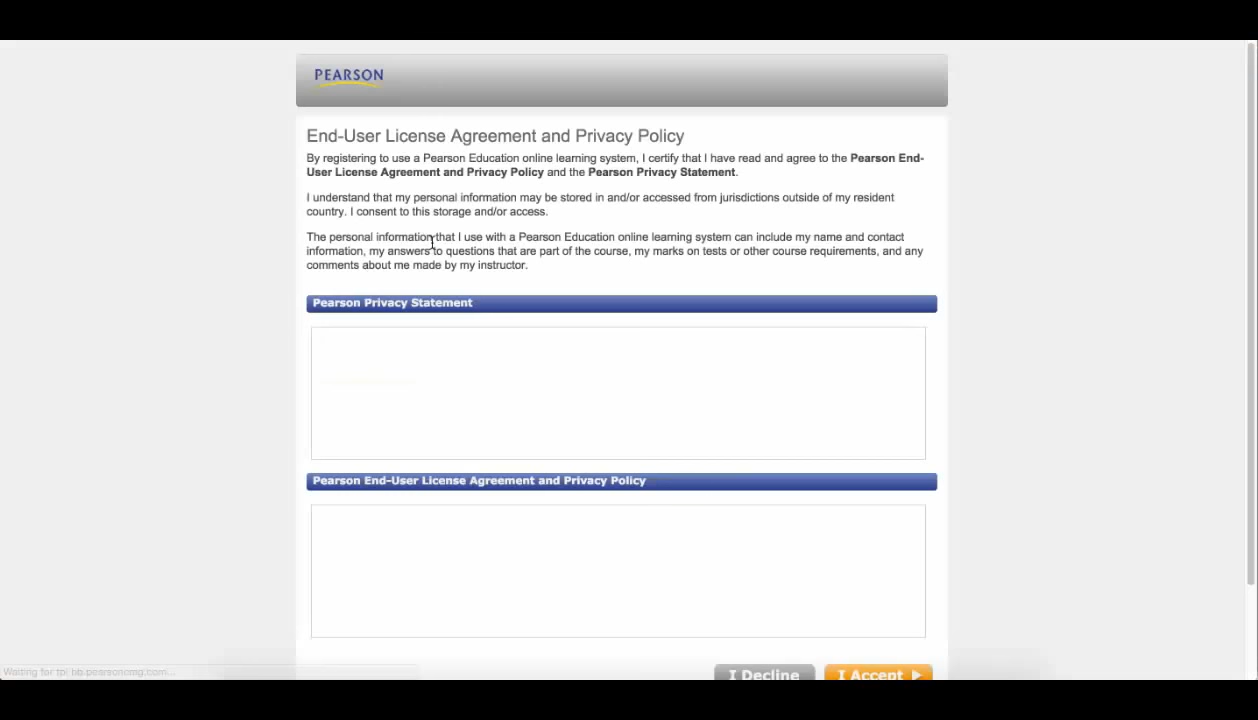 PEARSON
End-User License Agreement and Privacy Policy
By registering to use a Pearson Education online learning system, I certify that I have read and agree to the Pearson End-
User License Agreement and Privacy Policy and the Pearson Privacy Statement.
I understand that my personal information may be stored in and/or accessed from jurisdictions outside of my resident
country. I consent to this storage and/or access.
The personal information that I use with a Pearson Education online learning system can include my name and contact
information, my answers to questions that are part of the course, my marks on tests or other course requirements, and any
comments about me made by my instructor.
Pearson Privacy Statement
Pearson End-User License Agreement and Privacy Policy
I Decline
I Accept
Waiting for tpi.bb.pearsoncmg.com...